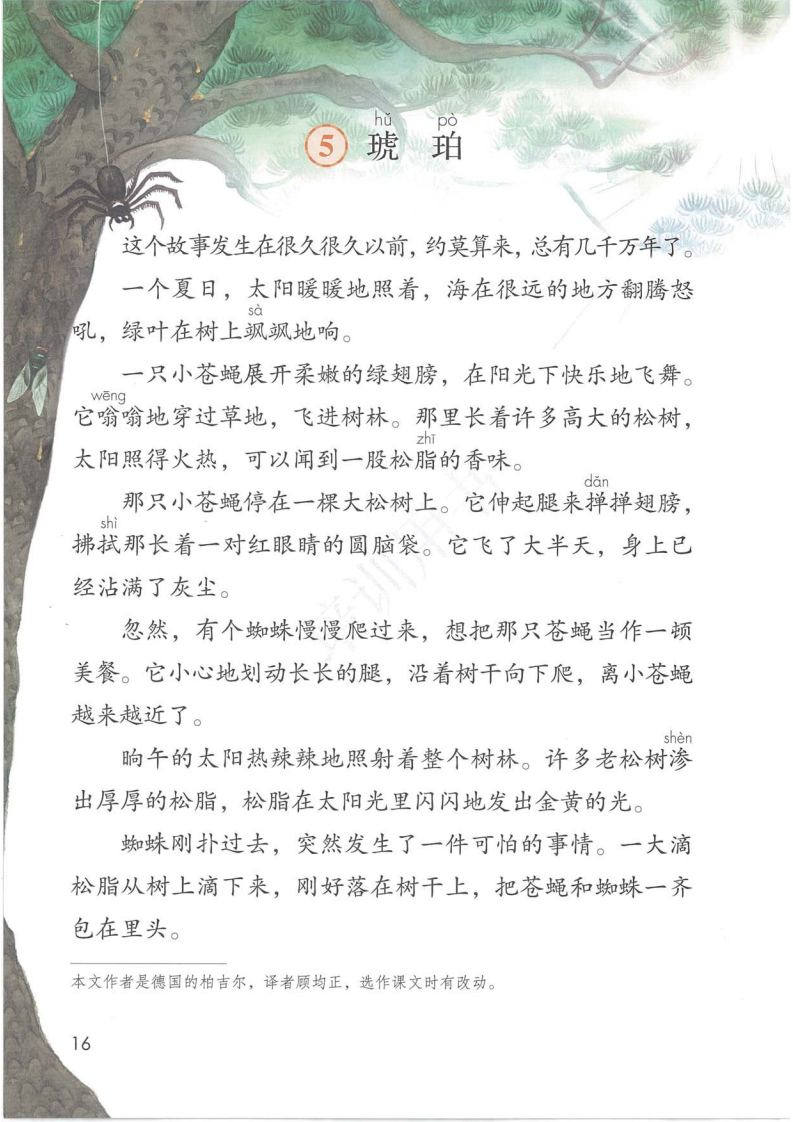 hǔ pò
5 琥珀
这个故事发生在很久很久以前，约莫算来，总有几千万年了。
一个夏日，太阳暖暖地照着，海在很远的地方翻腾怒
sà
吼，绿叶在树上飒飒地响。
一只小苍蝇展开柔嫩的绿翅膀，在阳光下快乐地飞舞。
wēng
它嗡嗡地穿过草地，飞进树林。那里长着许多高大的松树，
zhī
太阳照得火热，可以闻到一股松脂的香味。
dǎn
那只小苍蝇停在一棵大松树上。它伸起腿来掸掸翅膀，
shì
拂拭那长着一对红眼睛的圆脑袋。它飞了大半天，身上已
经沾满了灰尘。
忽然，有个蜘蛛慢慢爬过来，想把那只苍蝇当作一顿
美餐。它小心地划动长长的腿，沿着树干向下爬，离小苍蝇
越来越近了。
shèn
晌午的太阳热辣辣地照射着整个树林。许多老松树渗
出厚厚的松脂，松脂在太阳光里闪闪地发出金黄的光。
蜘蛛刚扑过去，突然发生了一件可怕的事情。一大滴
松脂从树上滴下来，刚好落在树干上，把苍蝇和蜘蛛一齐
包在里头。
本文作者是德国的柏吉尔，译者顾均正，选作课文时有改动。
16
培训用书